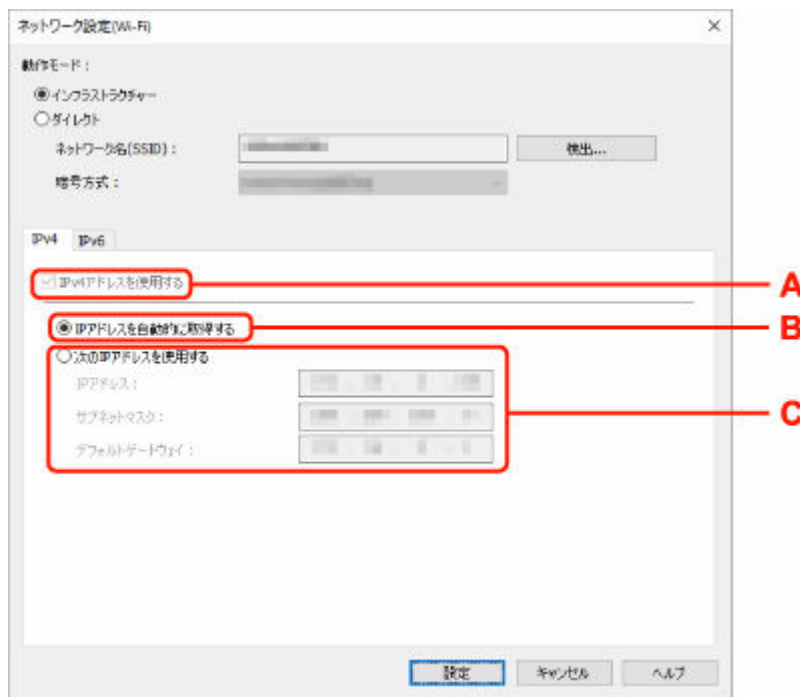 ネットワーク設定(Wi-Fi)
動作モード：
インフラストラクチャー
ダイレクト
ネットワーク名(SSID)： 検出...
暗号方式：
IPv4 IPv6
IPv4アドレスを使用する A
IPアドレスを自動的に取得する B
次のIPアドレスを使用する
IPアドレス：
サブネットマスク： C
デフォルトゲートウェイ：
設定 キャンセル ヘルプ